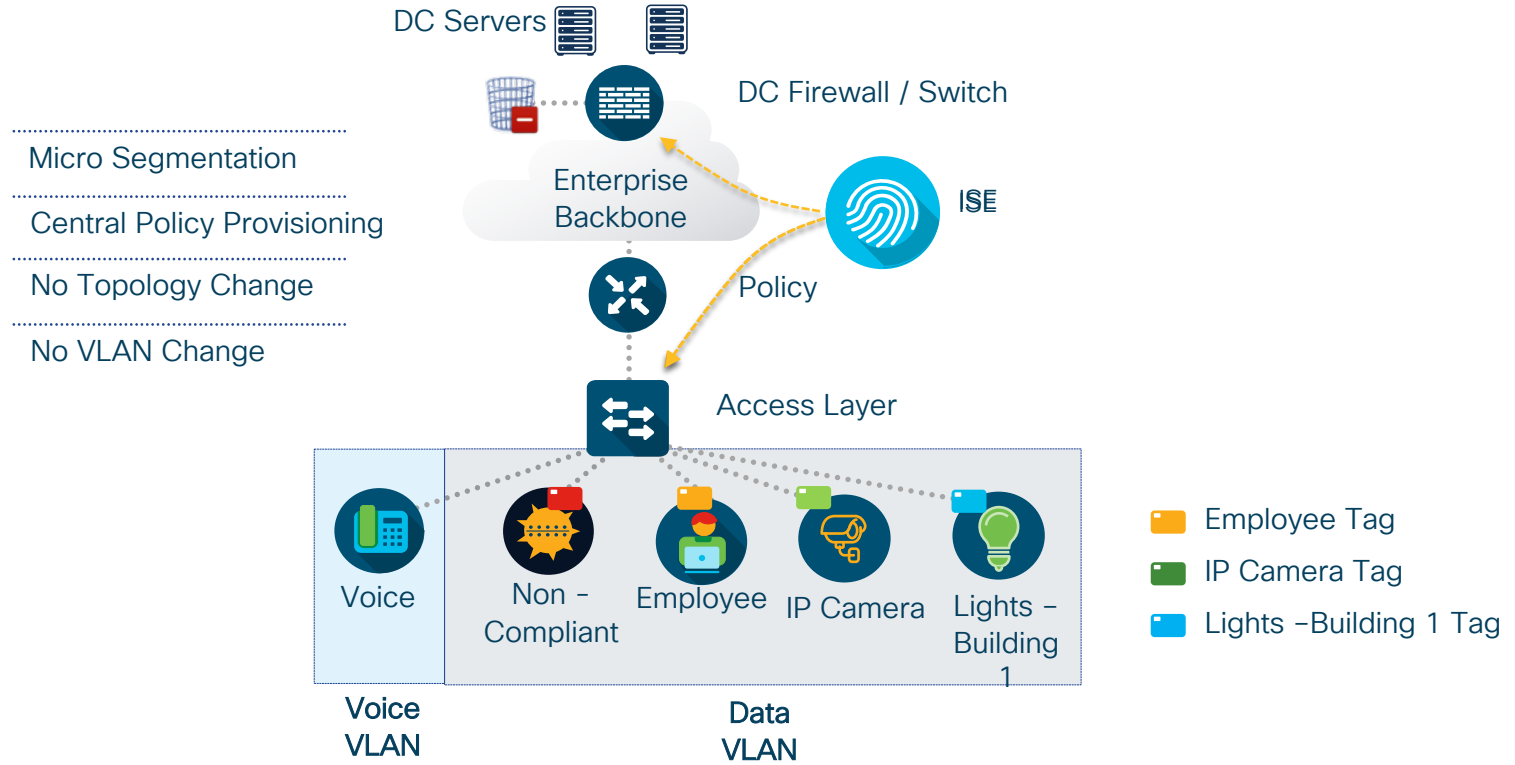 DC Servers
DC Firewall / Switch
Micro Segmentation
Central Policy Provisioning
No Topology Change
No VLAN Change
Enterprise
Backbone
ISE
Policy
Access Layer
Voice
Non -
Compliant
Employee
IP Camera
Lights –
Building
1
Voice
VLAN
Data
VLAN
Employee Tag
IP Camera Tag
Lights –Building 1 Tag